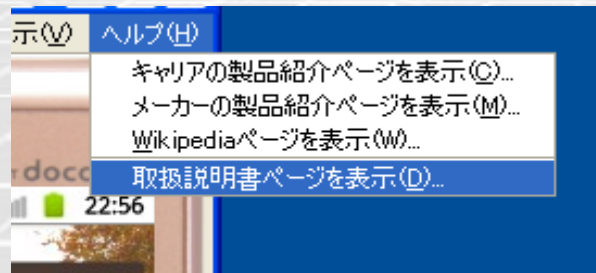 示(V) ヘルプ(H)
キャリアの製品紹介ページを表示(C)...
メーカーの製品紹介ページを表示(M)...
Wikipediaページを表示(W)...
取扱説明書ページを表示(D)...
doco
22:56